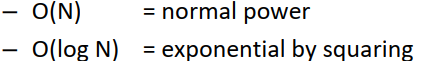 – O(N) = normal power
– O(log N) = exponential by squaring